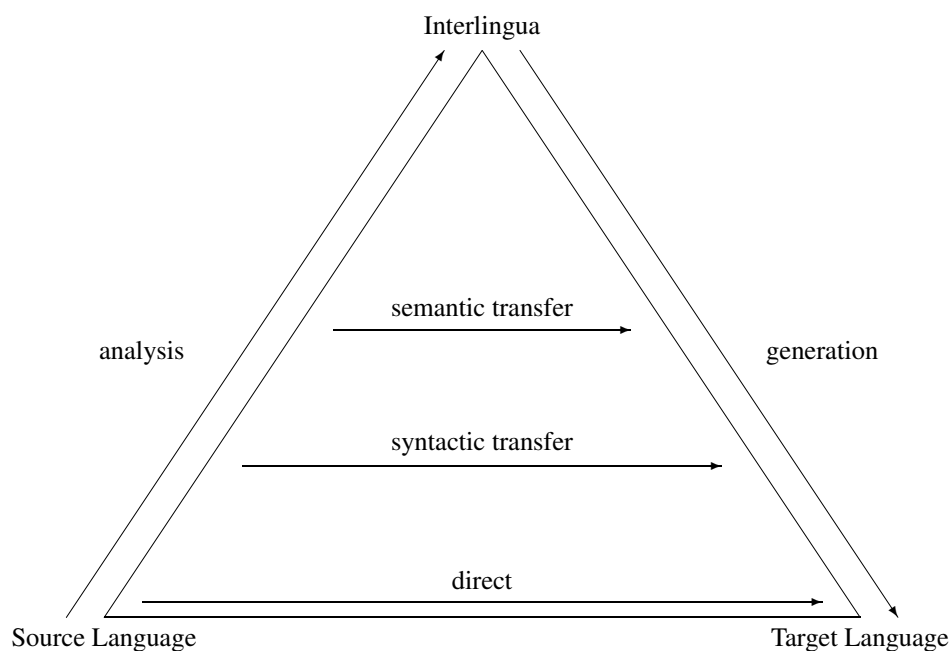 Interlingua
semantic transfer
analysis
generation
syntactic transfer
direct
Source Language
Target Language